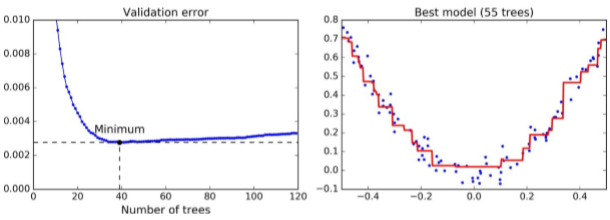 Validation error
0.010
0.008
0.006
0.004
0.002
0.000
Minimum
0 20 40 60 80 100 120
Number of trees
Best model (55 trees)
0.8
0.7
0.6
0.5
0.4
0.3
0.2
0.1
0.0
−0.1
−0.4 −0.2 0.0 0.2 0.4